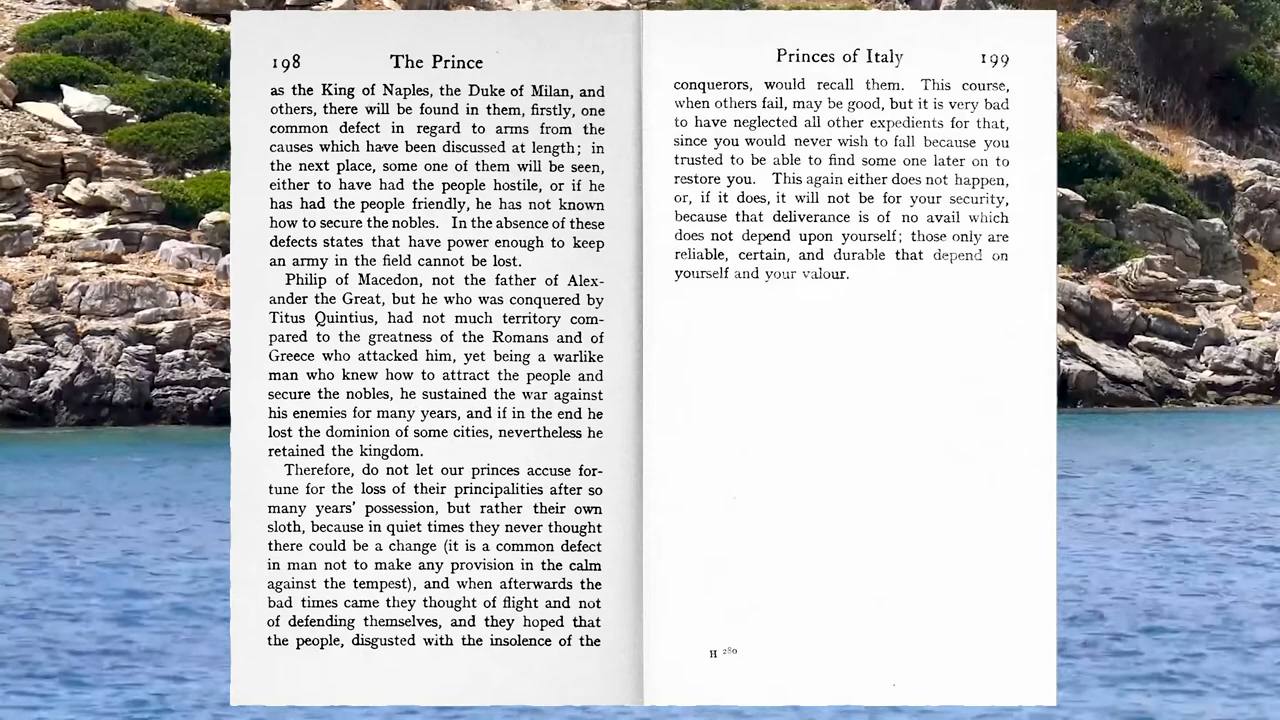 198 The Prince
as the King of Naples, the Duke of Milan, and
others, there will be found in them, firstly, one
common defect in regard to arms from the
causes which have been discussed at length; in
the next place, some one of them will be seen,
either to have had the people hostile, or if he
has had the people friendly, he has not known
how to secure the nobles. In the absence of these
defects states that have power enough to keep
an army in the field cannot be lost.
Philip of Macedon, not the father of Alex-
ander the Great, but he who was conquered by
Titus Quintius, had not much territory com-
pared to the greatness of the Romans and of
Greece who attacked him, yet being a warlike
man who knew how to attract the people and
secure the nobles, he sustained the war against
his enemies for many years, and if in the end he
lost the dominion of some cities, nevertheless he
retained the kingdom.
Therefore, do not let our princes accuse for-
tune for the loss of their principalities after so
many years' possession, but rather their own
sloth, because in quiet times they never thought
there could be a change (it is a common defect
in man not to make any provision in the calm
against the tempest), and when afterwards the
bad times came they thought of flight and not
of defending themselves, and they hoped that
the people, disgusted with the insolence of the
Princes of Italy 199
conquerors, would recall them. This course,
when others fail, may be good, but it is very bad
to have neglected all other expedients for that,
since you would never wish to fall because you
trusted to be able to find some one later on to
restore you. This again either does not happen,
or, if it does, it will not be for your security,
because that deliverance is of no avail which
does not depend upon yourself; those only are
reliable, certain, and durable that depend on
yourself and your valour.
H 280